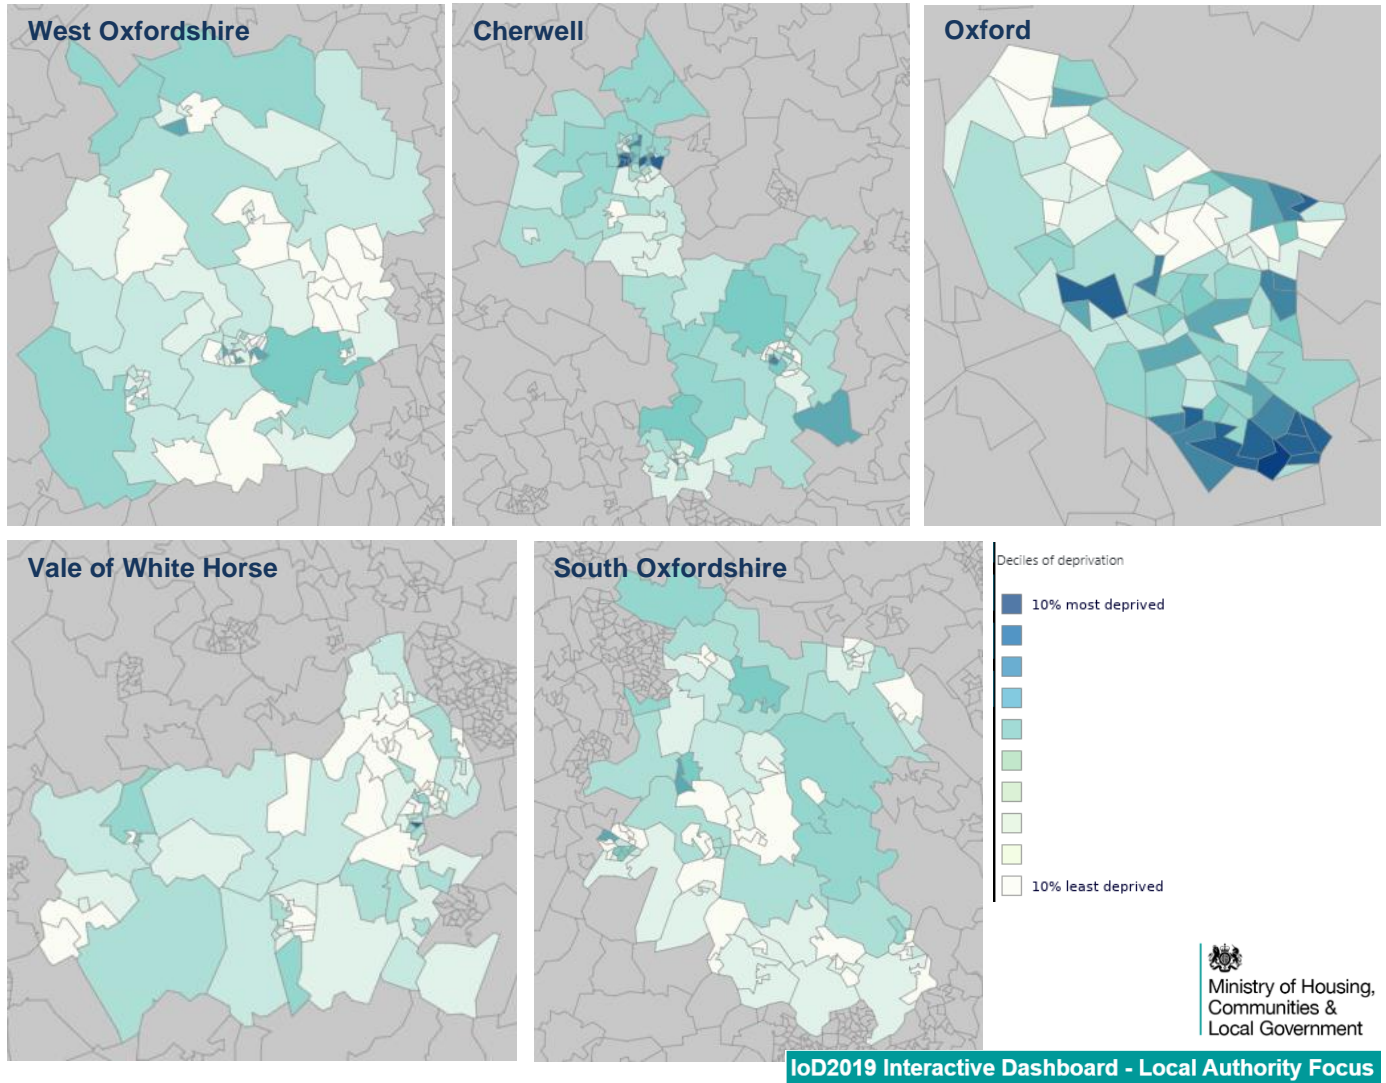 West Oxfordshire
Cherwell
Oxford
Vale of White Horse
South Oxfordshire
Deciles of deprivation
10% most deprived
10% least deprived
Ministry of Housing,
Communities &
Local Government
IoD2019 Interactive Dashboard - Local Authority Focus